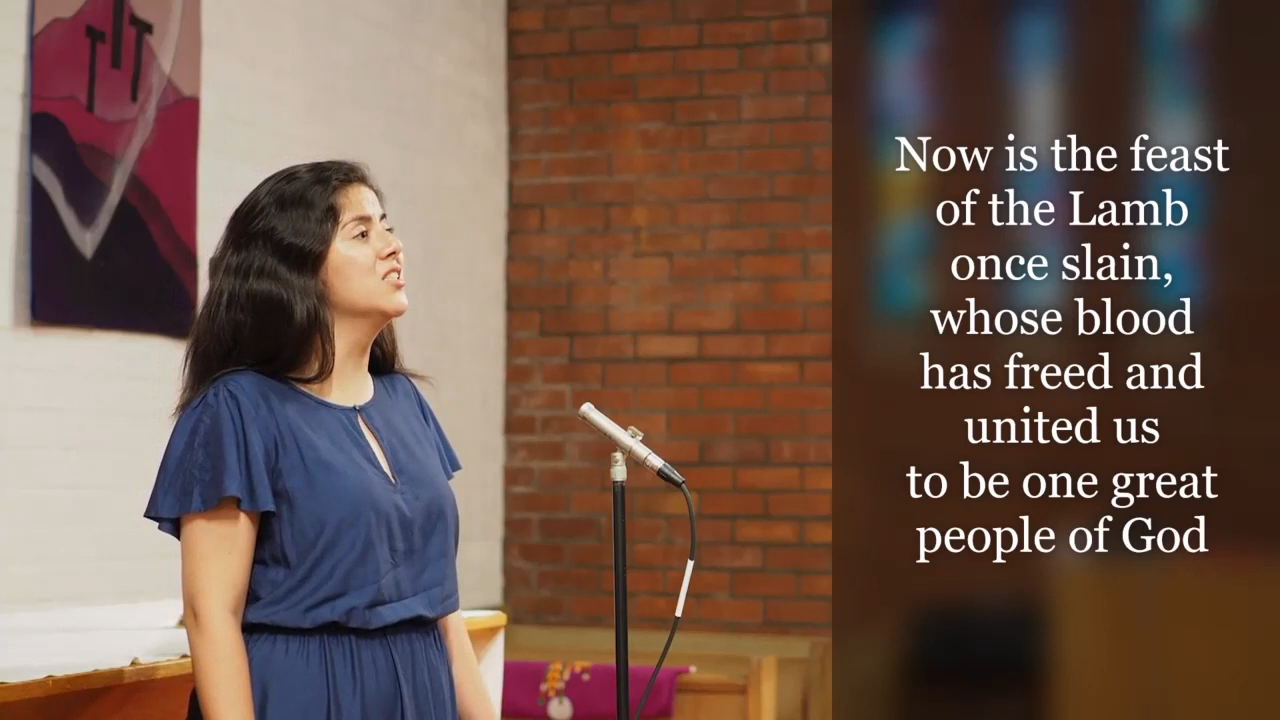 Now is the feast
of the Lamb
once slain,
whose blood
has freed and
united us
to be one great
people of God